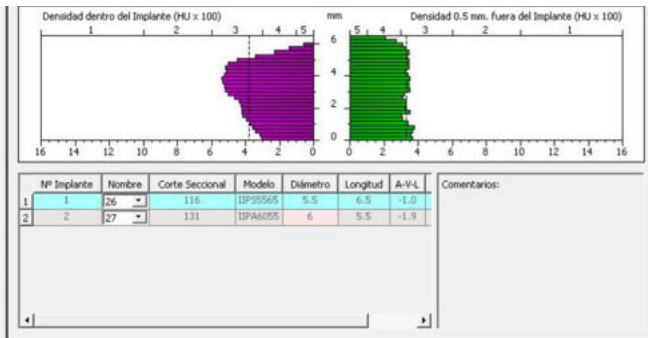 Densidad dentro del Implante (HU x 100) mm Densidad 0.5 mm. fuera del Implante (HU x 100)
1 2 3 4 5 5 4 3 2 1
6
4
2
0
16 14 12 10 8 6 4 2 0 0 2 4 6 8 10 12 14 16
Nº Implante Nombre Corte Seccional Modelo Diámetro Longitud A-V-L Comentarios:
1 1 26 116 IIPS5565 5.5 6.5 -1.0
2 2 27 131 IIPA6055 6 5.5 -1.9